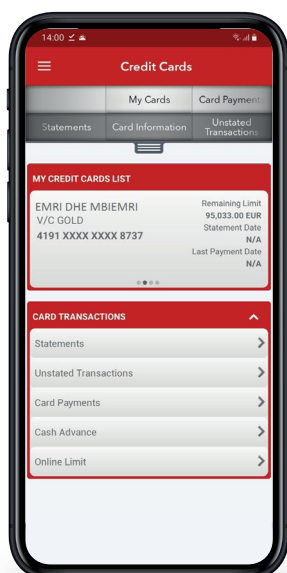 14:00
Credit Cards
My Cards
Card Payment
Statements
Card Information
Unstated
Transactions
MY CREDIT CARDS LIST
EMRI DHE MBIEMRI
V/C GOLD
4191 XXXX XXXX 8737
Remaining Limit
95,033.00 EUR
Statement Date
N/A
Last Payment Date
N/A
CARD TRANSACTIONS
Statements
Unstated Transactions
Card Payments
Cash Advance
Online Limit